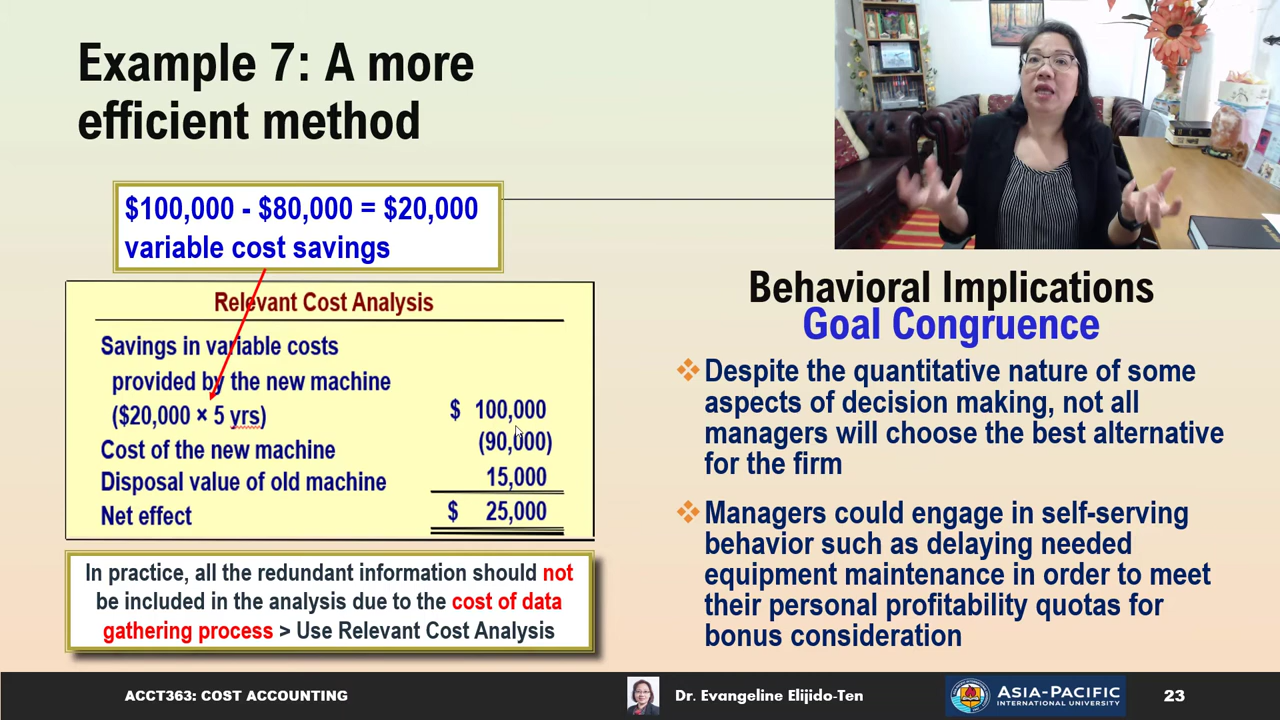 Example 7: A more
efficient method
$100,000 - $80,000 = $20,000
variable cost savings
Relevant Cost Analysis
Savings in variable costs
provided by the new machine
($20,000 × 5 yrs) $ 100,000
Cost of the new machine (90,000)
Disposal value of old machine 15,000
Net effect $ 25,000
In practice, all the redundant information should not
be included in the analysis due to the cost of data
gathering process > Use Relevant Cost Analysis
Behavioral Implications
Goal Congruence
❖Despite the quantitative nature of some
aspects of decision making, not all
managers will choose the best alternative
for the firm
❖Managers could engage in self-serving
behavior such as delaying needed
equipment maintenance in order to meet
their personal profitability quotas for
bonus consideration
ACCT363: COST ACCOUNTING
Dr. Evangeline Elijido-Ten
ASIA-PACIFIC
INTERNATIONAL UNIVERSITY
23